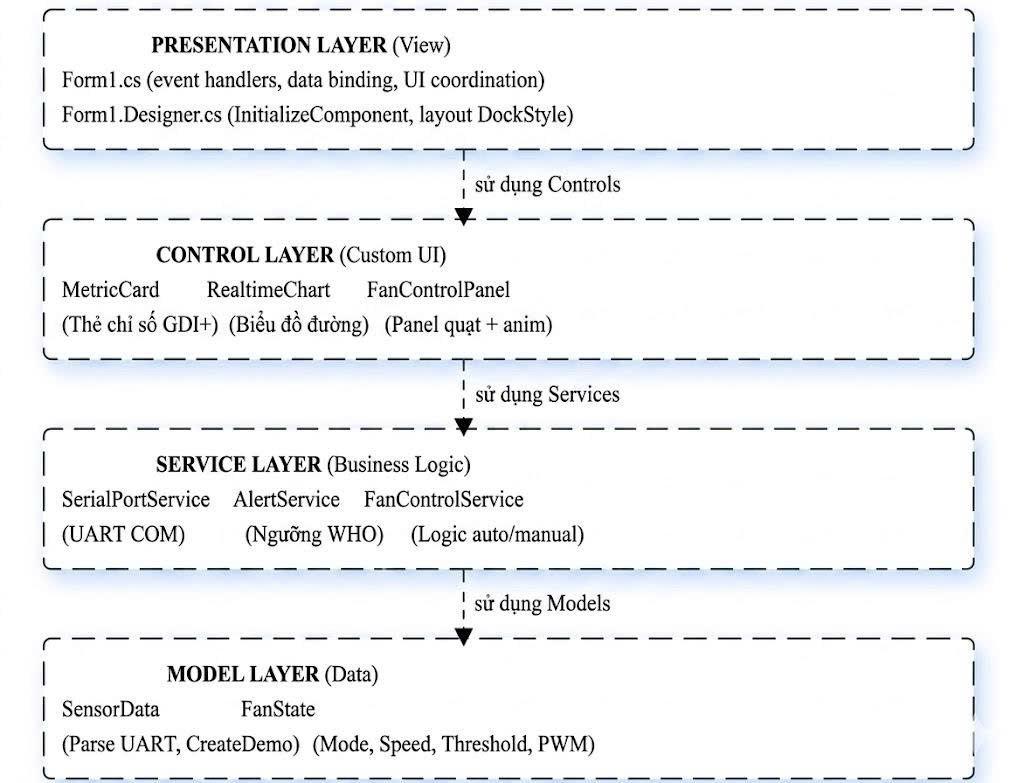 PRESENTATION LAYER (View)
Form1.cs (event handlers, data binding, UI coordination)
Form1.Designer.cs (InitializeComponent, layout DockStyle)
sử dụng Controls
CONTROL LAYER (Custom UI)
MetricCard RealtimeChart FanControlPanel
(Thẻ chỉ số GDI+) (Biểu đồ đường) (Panel quạt + anim)
sử dụng Services
SERVICE LAYER (Business Logic)
SerialPortService AlertService FanControlService
(UART COM) (Ngưỡng WHO) (Logic auto/manual)
sử dụng Models
MODEL LAYER (Data)
SensorData FanState
(Parse UART, CreateDemo) (Mode, Speed, Threshold, PWM)